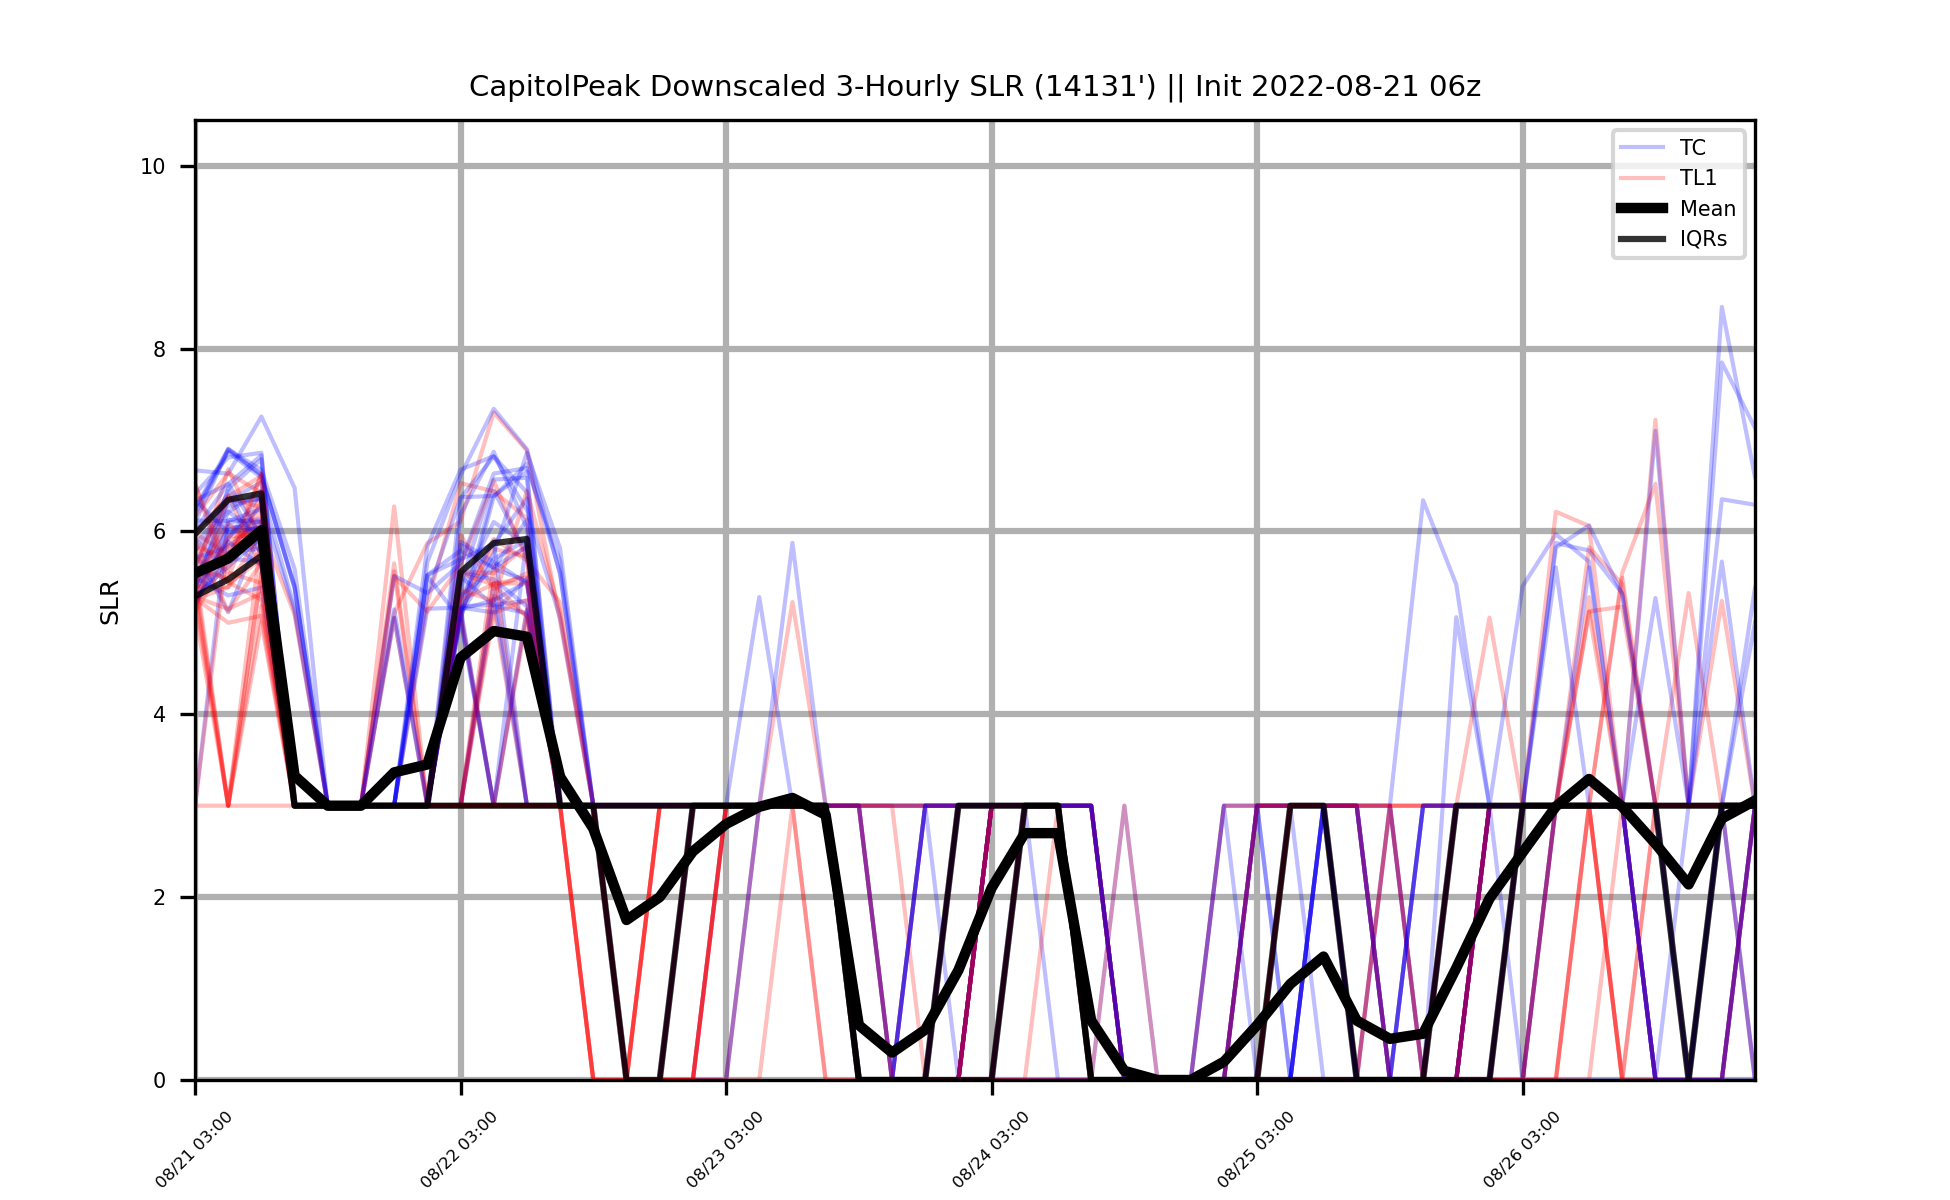 CapitolPeak Downscaled 3-Hourly SLR (14131') || Init 2022-08-21 06z
TC
TL1
Mean
IQRs
SLR
10
8
6
4
2
0
08/21 03:00
08/22 03:00
08/23 03:00
08/24 03:00
08/25 03:00
08/26 03:00